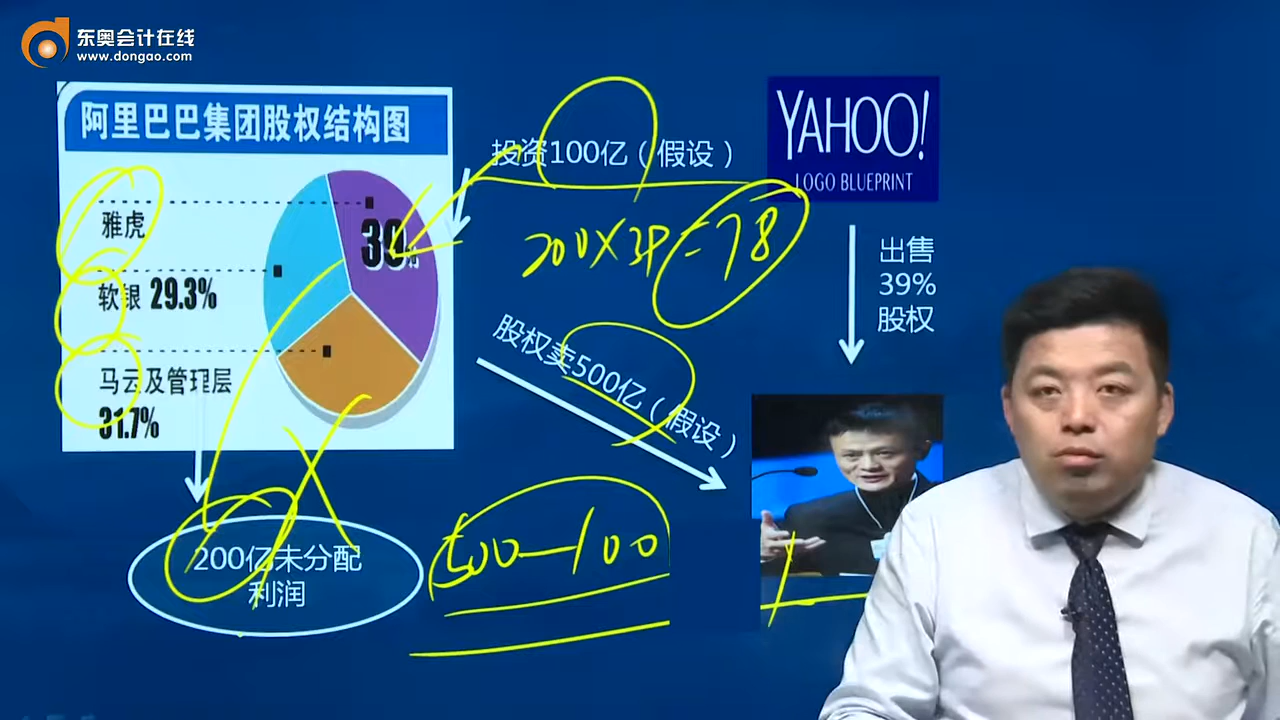 东奥会计在线
www.dongao.com
阿里巴巴集团股权结构图
雅虎
39%
软银 29.3%
马云及管理层
31.7%
投资100亿（假设）
YAHOO!
LOGO BLUEPRINT
200×39=78
出售
39%
股权
股权卖500亿（假设）
200亿未分配
利润
500-100